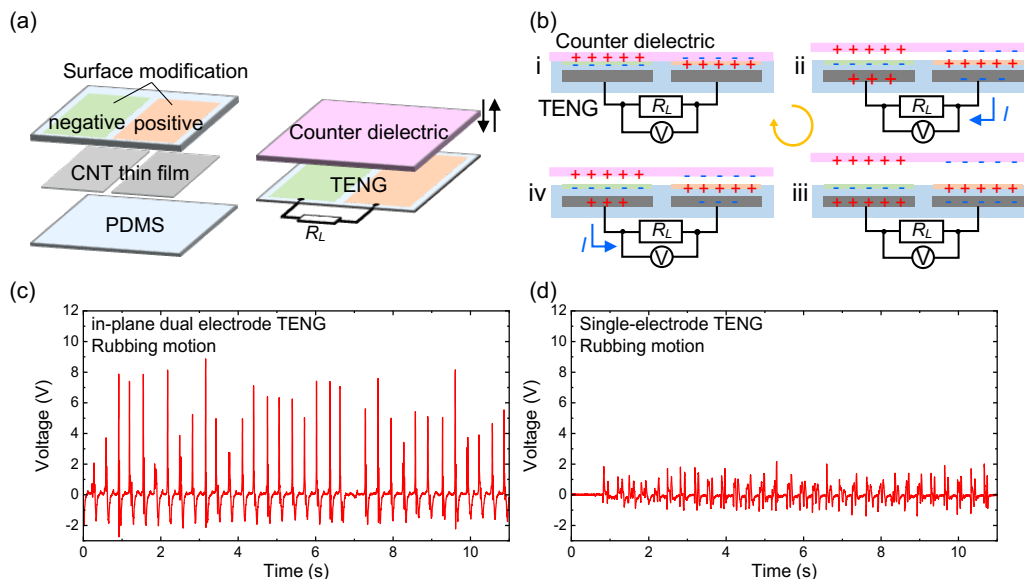 (a)
Surface modification
negative
positive
CNT thin film
PDMS
Counter dielectric
TENG
R_L
(b)
Counter dielectric
i
+ + + + +
- - - - -
- - - - -
+ + + + +
TENG
R_L
V
ii
+ + + + +
- - - - -
- - - - -
+ + + + +
+ + +
- - -
R_L
V
I
iv
+ + + + +
- - - - -
- - - - -
+ + + + +
+ + +
- - -
R_L
V
I
iii
+ + + + +
- - - - -
- - - - -
+ + + + +
+ + + + +
- - - - -
R_L
V
(c)
in-plane dual electrode TENG
Rubbing motion
Voltage (V)
12
10
8
6
4
2
0
-2
0 2 4 6 8 10
Time (s)
(d)
Single-electrode TENG
Rubbing motion
Voltage (V)
12
10
8
6
4
2
0
-2
0 2 4 6 8 10
Time (s)